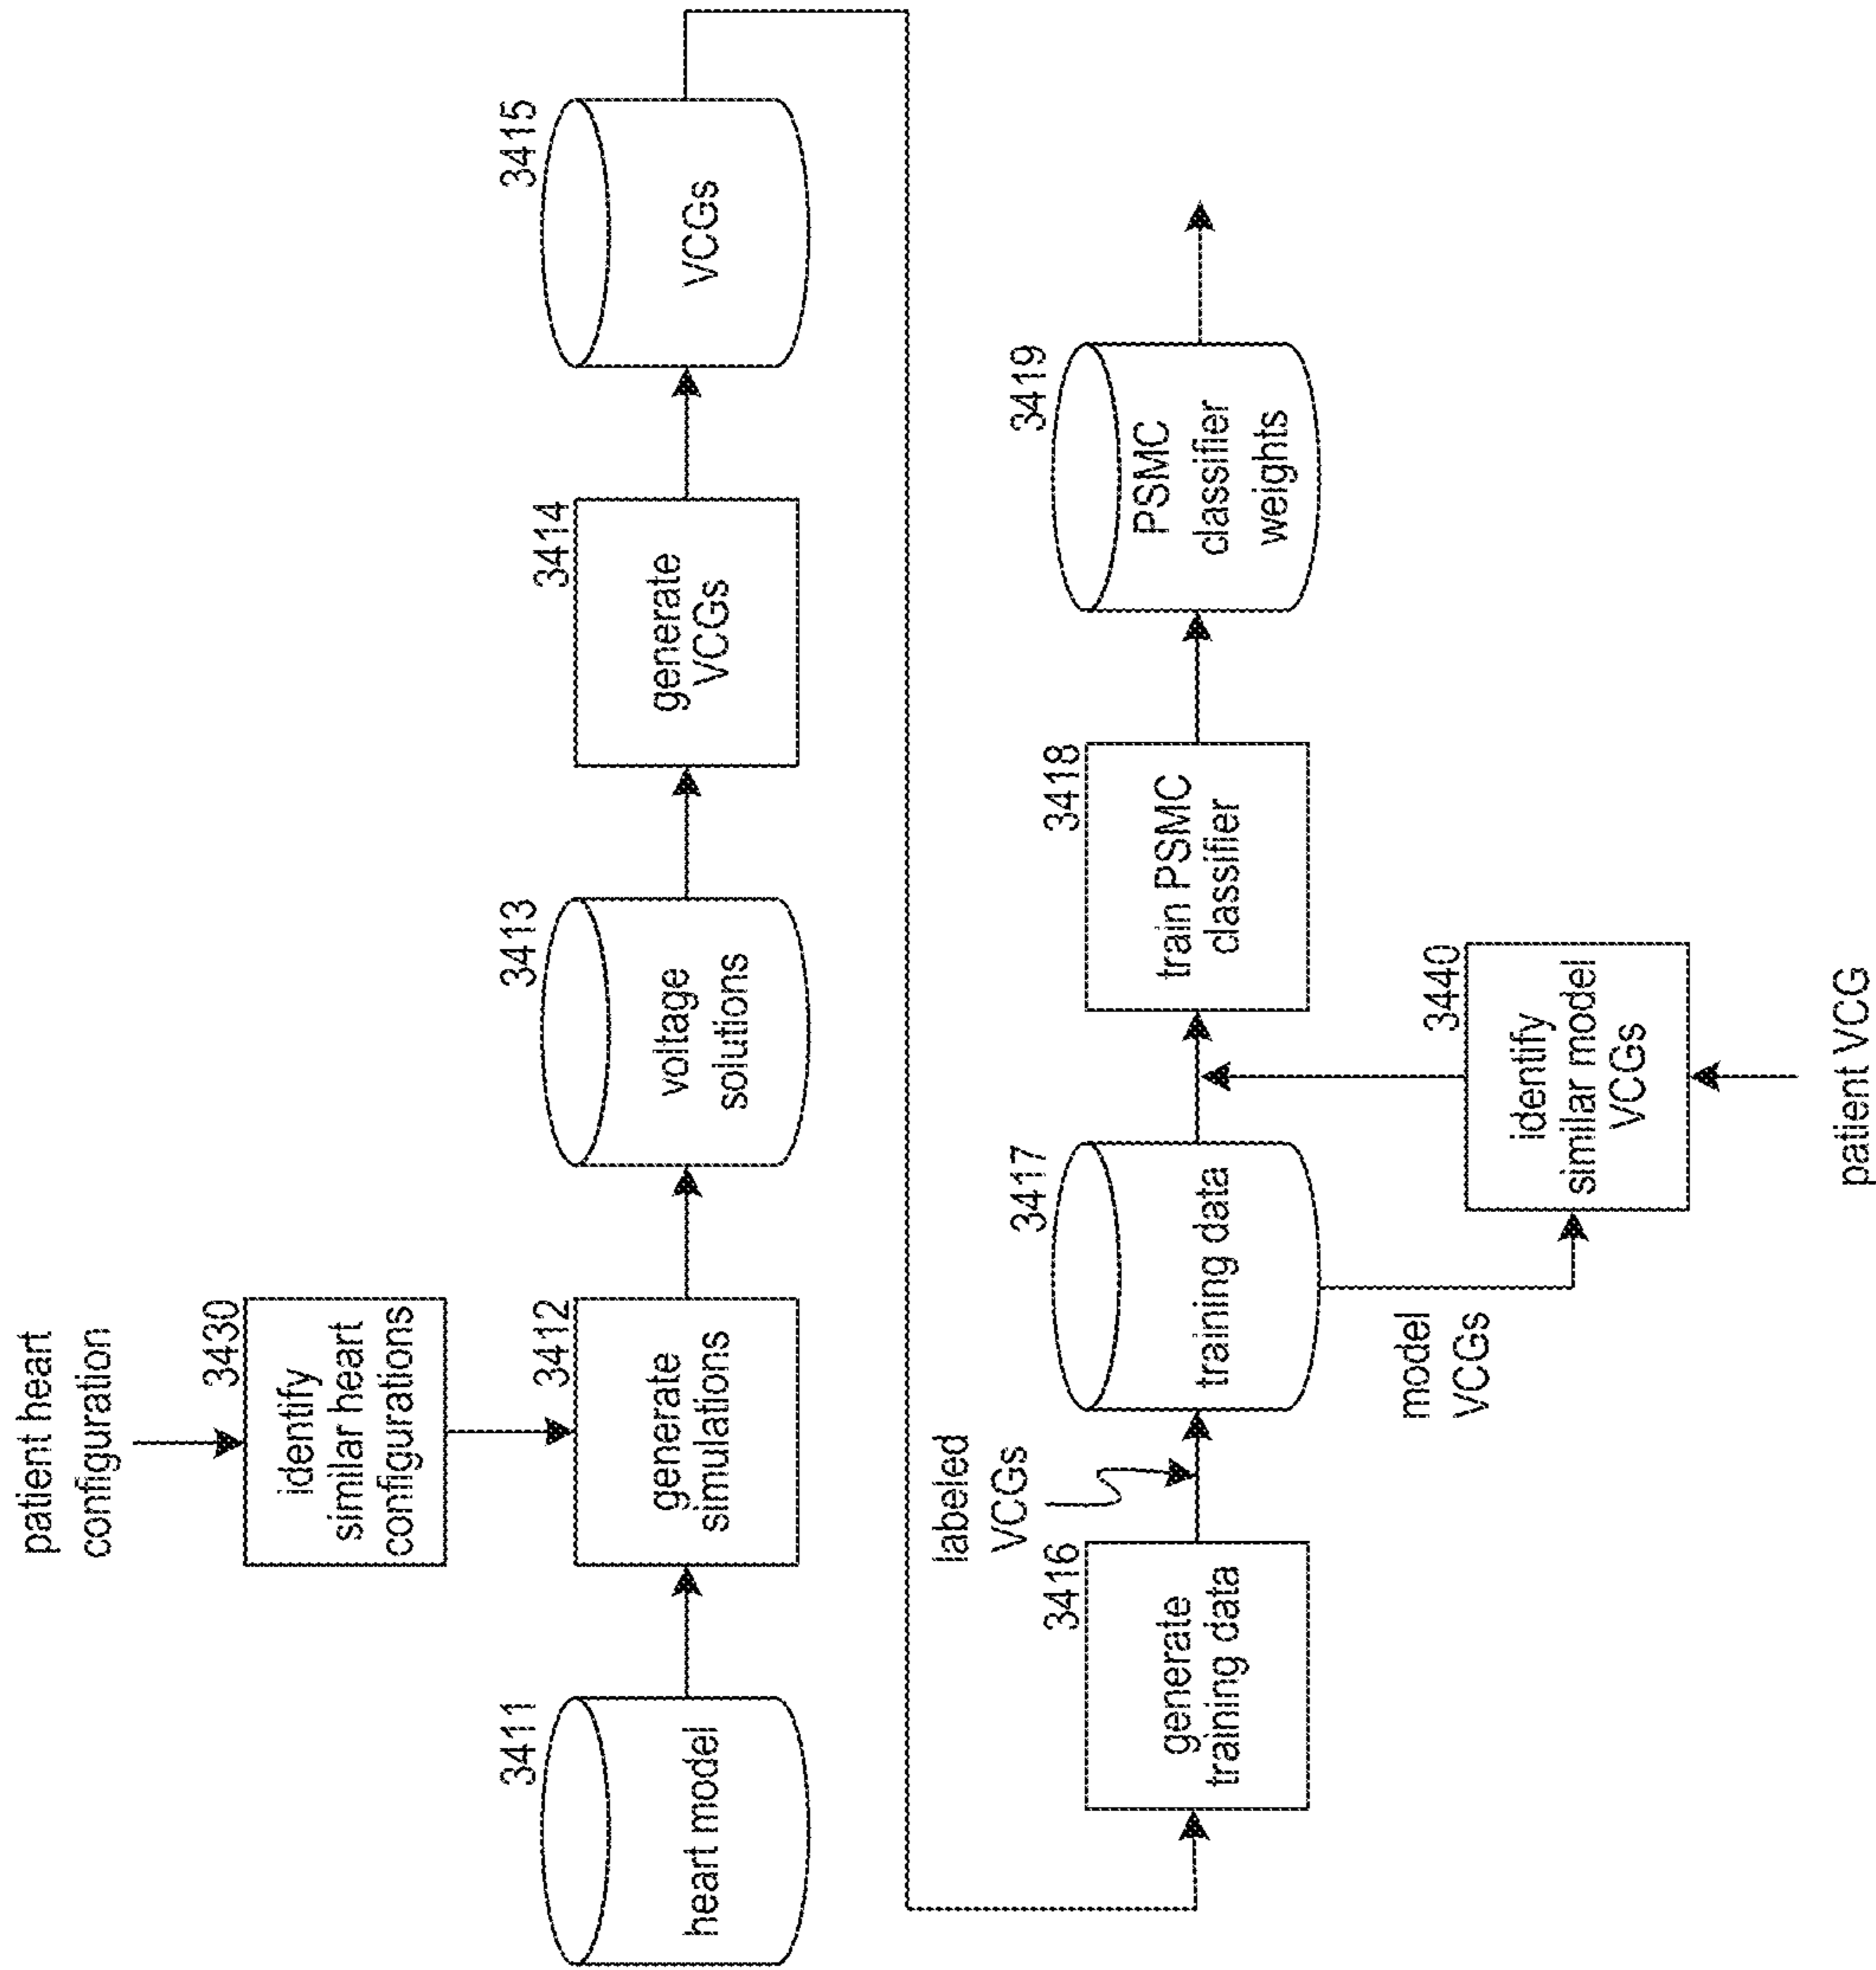 patient heart
configuration
3430
identify
similar heart
configurations
3411
heart model
3412
generate
simulations
3413
voltage
solutions
3414
generate
VCGs
3415
VCGs
3416
generate
training data
labeled
VCGs
3417
training data
model
VCGs
3418
train PSMC
classifier
3419
PSMC
classifier
weights
3440
identify
similar model
VCGs
patient VCG